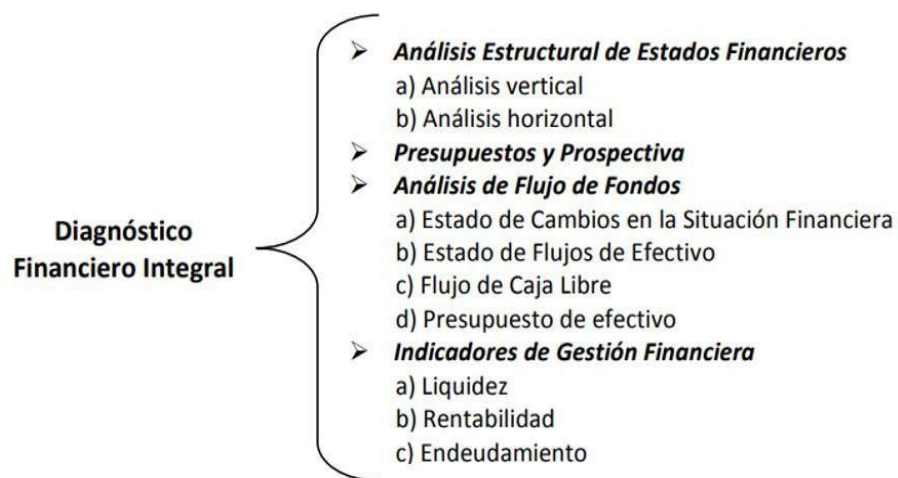 Diagnóstico
Financiero Integral
➢ Análisis Estructural de Estados Financieros
a) Análisis vertical
b) Análisis horizontal
➢ Presupuestos y Prospectiva
➢ Análisis de Flujo de Fondos
a) Estado de Cambios en la Situación Financiera
b) Estado de Flujos de Efectivo
c) Flujo de Caja Libre
d) Presupuesto de efectivo
➢ Indicadores de Gestión Financiera
a) Liquidez
b) Rentabilidad
c) Endeudamiento